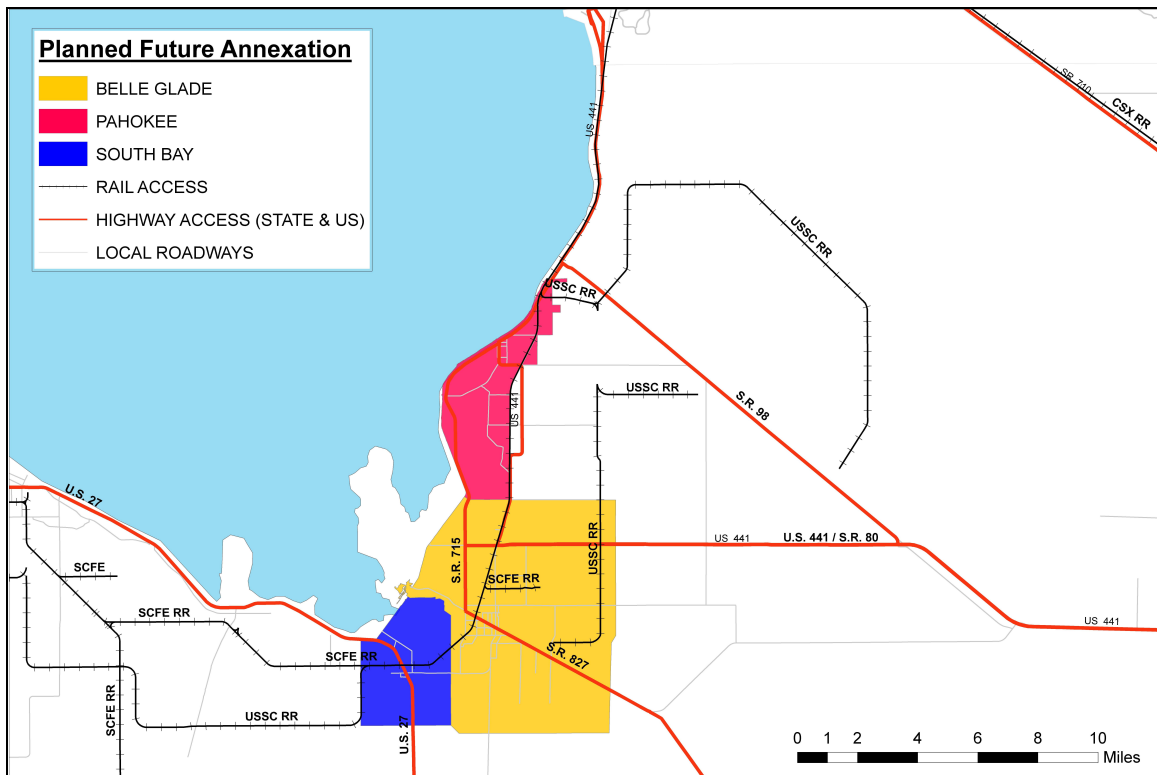 Planned Future Annexation
BELLE GLADE
PAHOKEE
SOUTH BAY
RAIL ACCESS
HIGHWAY ACCESS (STATE & US)
LOCAL ROADWAYS
US 441
SR. 710
CSX RR
USSC RR
USSC RR
USSC RR
US 441
S.R. 98
U.S. 27
US 441
U.S. 441 / S.R. 80
S.R. 715
USSC RR
SCFE
SCFE RR
SCFE RR
US 441
SCFE RR
S.R. 827
SCFE RR
USSC RR
U.S. 27
0 1 2 4 6 8 10
Miles